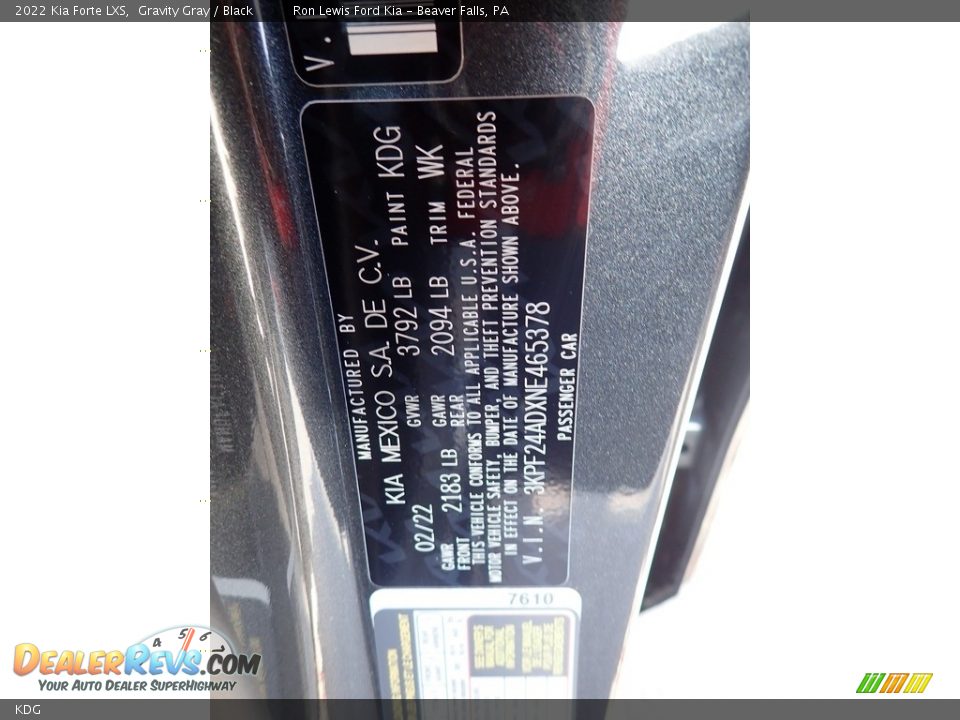 2022 Kia Forte LXS, Gravity Gray / Black Ron Lewis Ford Kia - Beaver Falls, PA
V.
MANUFACTURED BY
KIA MEXICO S.A. DE C.V.
02/22 GVWR 3792 LB PAINT KDG
GAWR FRONT 2183 LB GAWR REAR 2094 LB TRIM WK
THIS VEHICLE CONFORMS TO ALL APPLICABLE U.S.A. FEDERAL
MOTOR VEHICLE SAFETY, BUMPER, AND THEFT PREVENTION STANDARDS
IN EFFECT ON THE DATE OF MANUFACTURE SHOWN ABOVE.
V.I.N. 3KPF24ADXNE465378
PASSENGER CAR
7610
4 5 6
DEALERREVS.COM
YOUR AUTO DEALER SUPERHIGHWAY
KDG